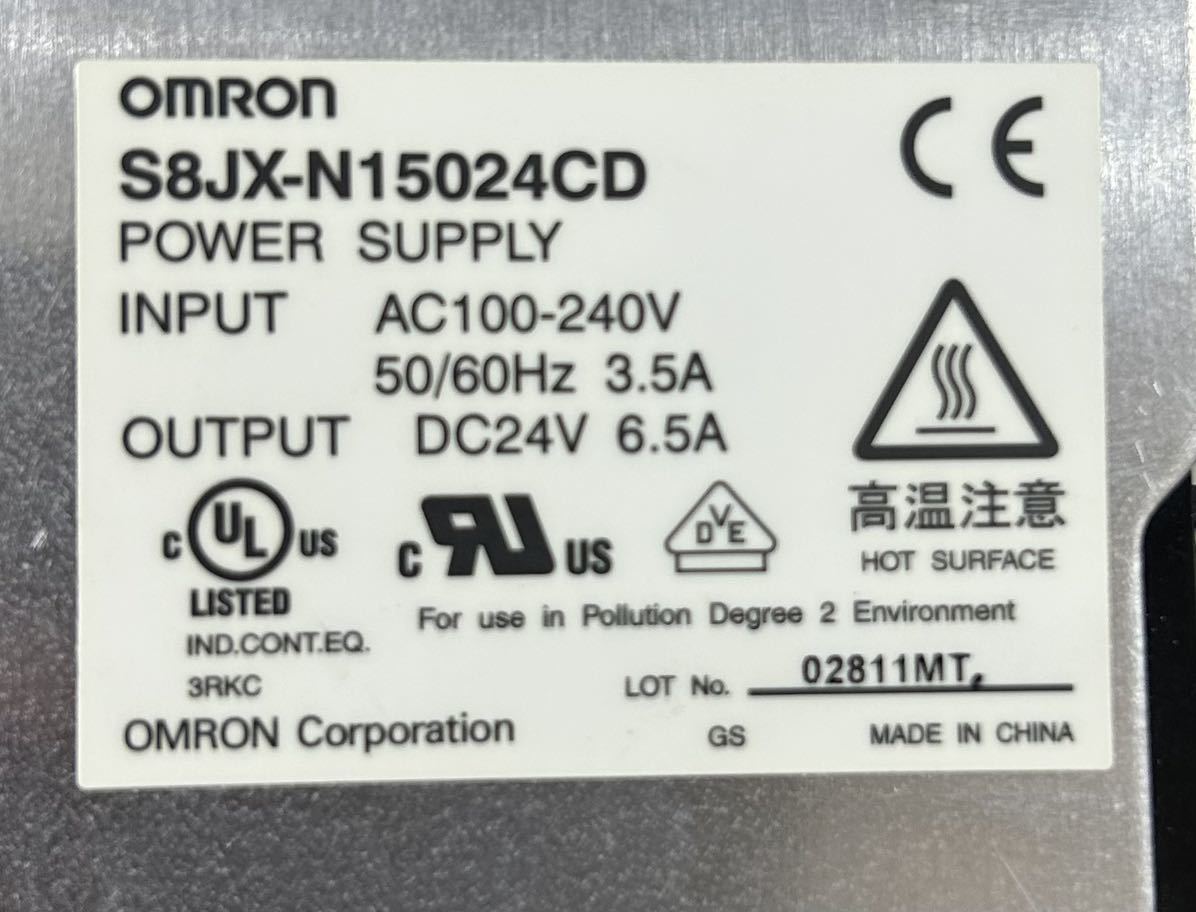 OMRON
S8JX-N15024CD
POWER SUPPLY
INPUT AC100-240V
50/60Hz 3.5A
OUTPUT DC24V 6.5A
CE
高温注意
HOT SURFACE
C UL US
LISTED
IND.CONT.EQ.
3RKC
C RU US
DVE
For use in Pollution Degree 2 Environment
LOT No. 02811MT,
OMRON Corporation
GS
MADE IN CHINA